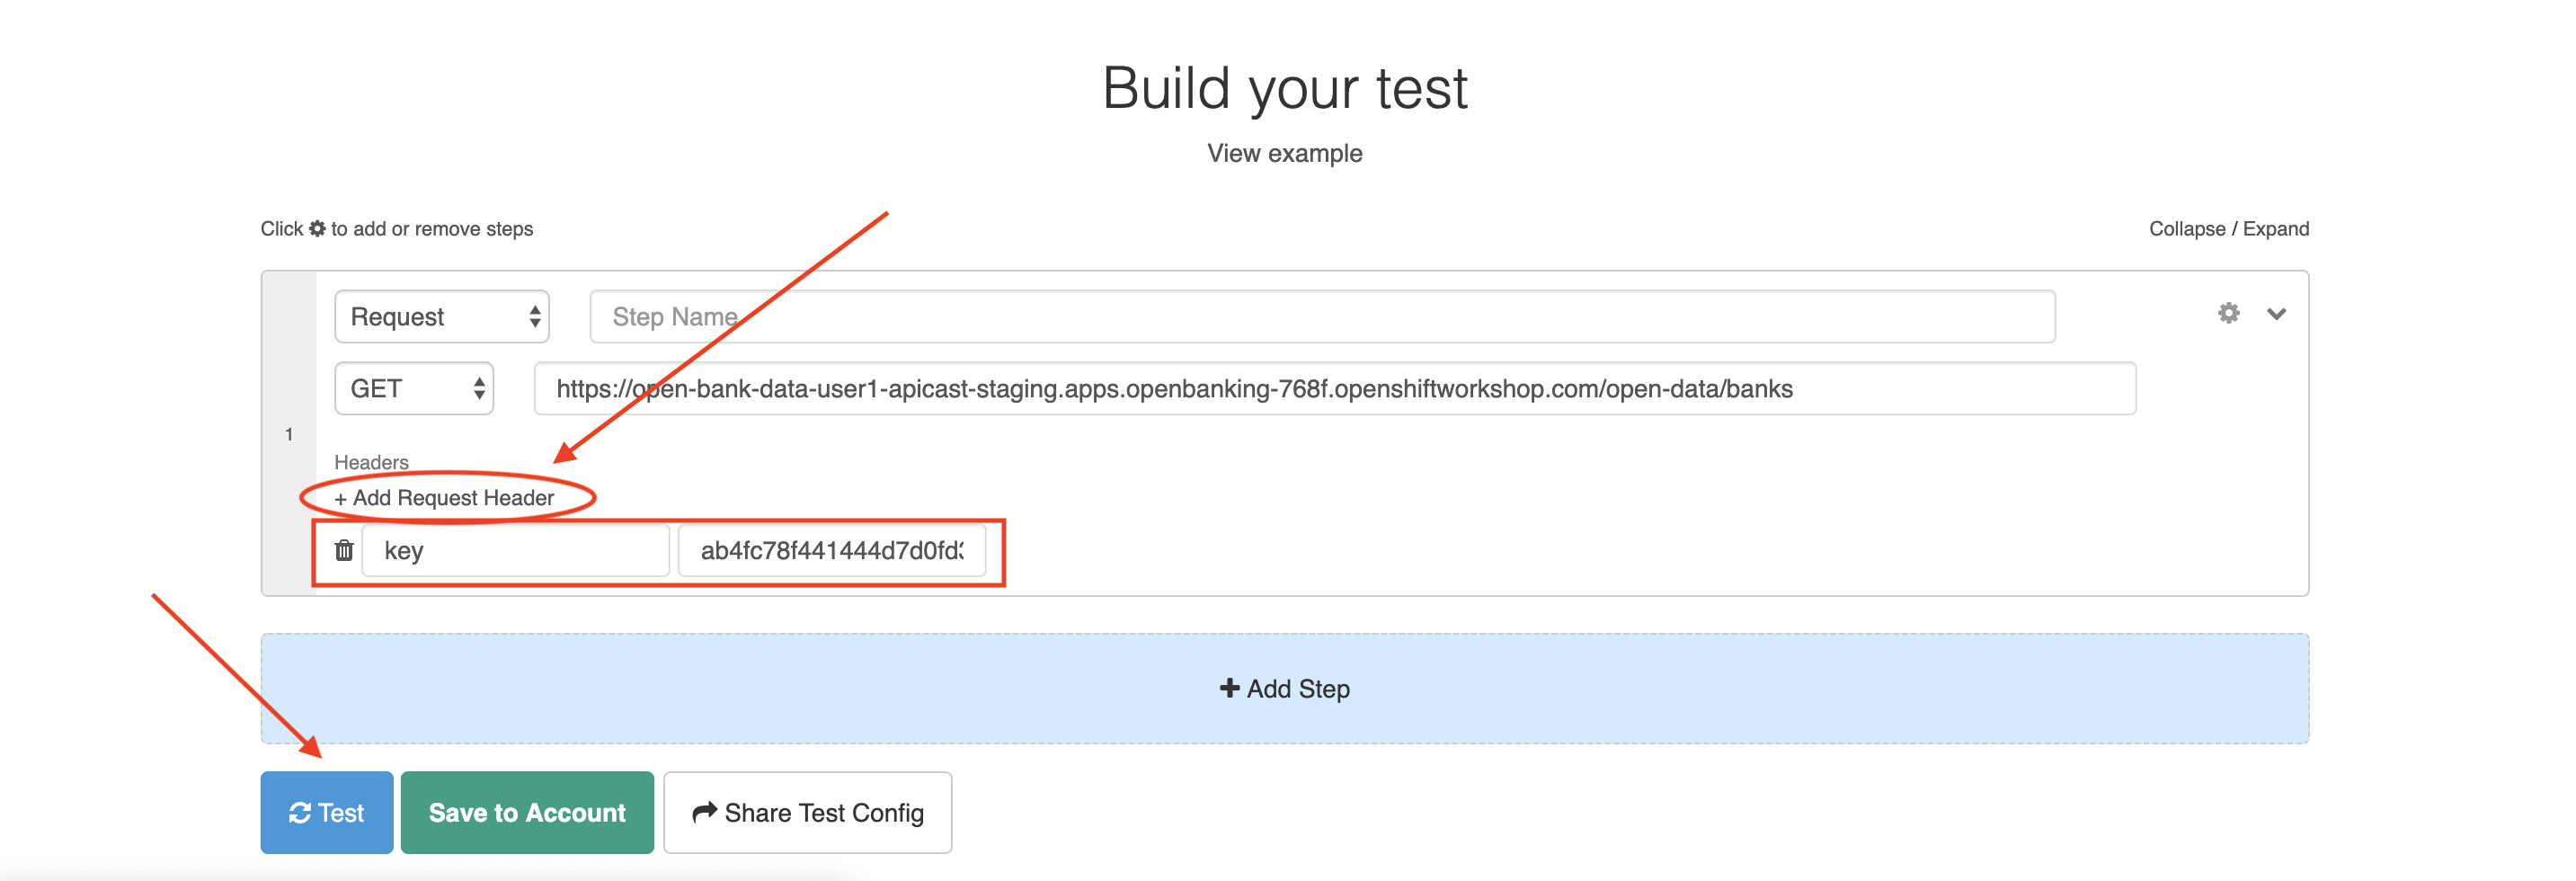 Build your test
View example
Click to add or remove steps
Collapse / Expand
Request
Step Name
GET
https://open-bank-data-user1-apicast-staging.apps.openbanking-768f.openshiftworkshop.com/open-data/banks
1
Headers
+ Add Request Header
key
ab4fc78f441444d7d0fd
+ Add Step
Test
Save to Account
Share Test Config